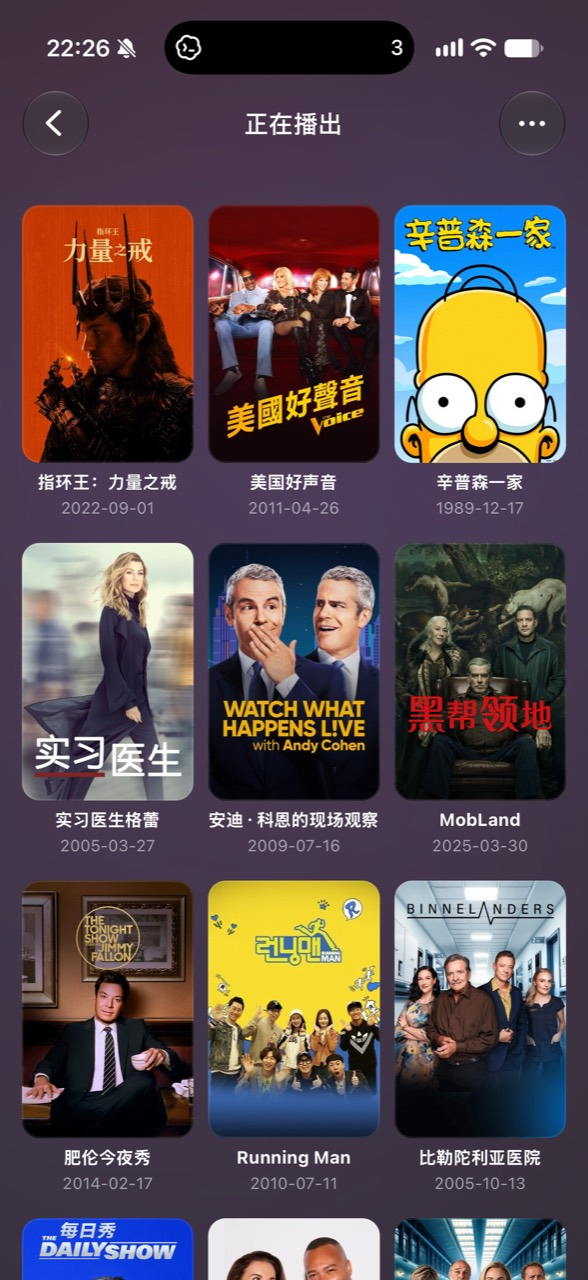 22:26
3
正在播出
指环王
力量之戒
美國好聲音
The Voice
辛普森一家
指环王：力量之戒
美国好声音
辛普森一家
2022-09-01
2011-04-26
1989-12-17
实习医生
WATCH WHAT
HAPPENS L!VE
with Andy Cohen
黑帮领地
实习医生格蕾
安迪·科恩的现场观察
MobLand
2005-03-27
2009-07-16
2025-03-30
THE
TONIGHT
SHOW
JIMMY
FALLON
런닝맨
RUNNING
MAN
R
BINNELANDERS
肥伦今夜秀
Running Man
比勒陀利亚医院
2014-02-17
2010-07-11
2005-10-13
每日秀
THE DAILY SHOW